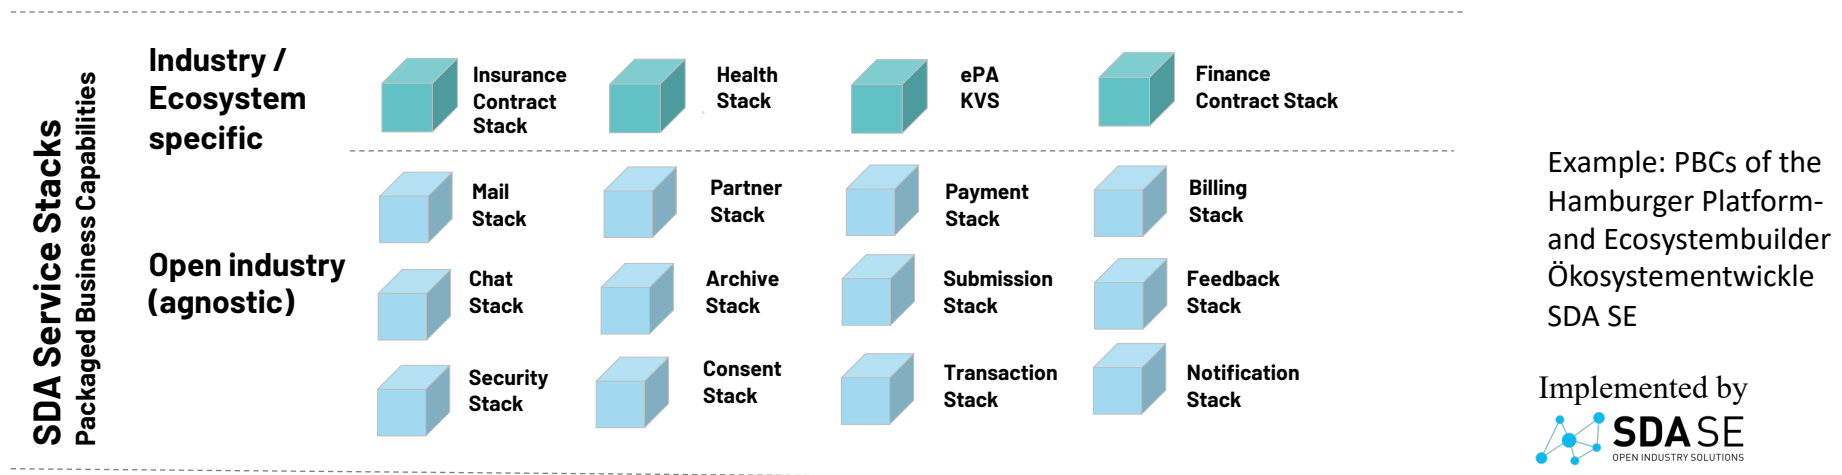 SDA Service Stacks
Packaged Business Capabilities
Industry /
Ecosystem
specific
Insurance
Contract
Stack
Health
Stack
ePA
KVS
Finance
Contract Stack
Open industry
(agnostic)
Mail
Stack
Partner
Stack
Payment
Stack
Billing
Stack
Chat
Stack
Archive
Stack
Submission
Stack
Feedback
Stack
Security
Stack
Consent
Stack
Transaction
Stack
Notification
Stack
Example: PBCs of the
Hamburger Platform-
and Ecosystembuilder
Ökosystementwickle
SDA SE
Implemented by
SDA SE
OPEN INDUSTRY SOLUTIONS